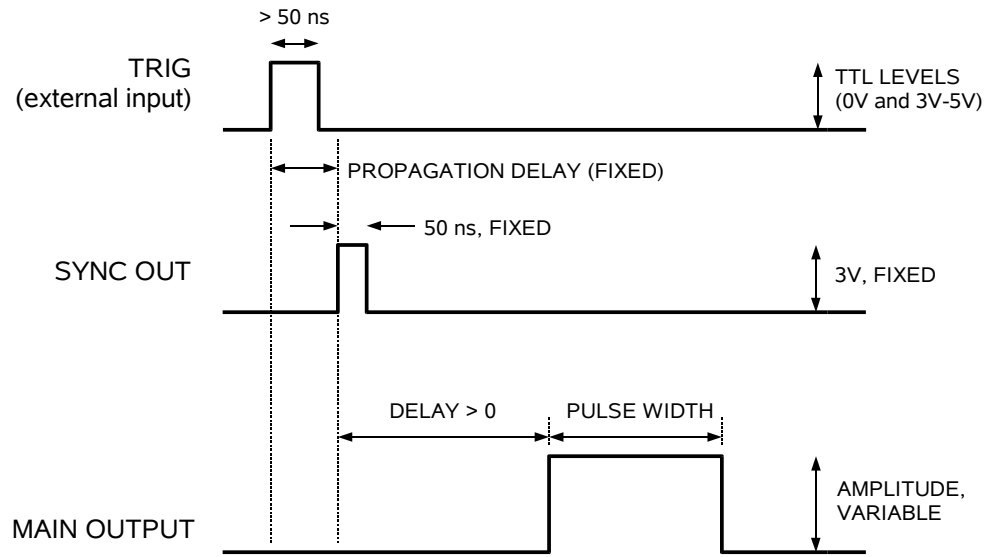 > 50 ns
TRIG
(external input)
TTL LEVELS
(0V and 3V-5V)
PROPAGATION DELAY (FIXED)
50 ns, FIXED
SYNC OUT
3V, FIXED
DELAY > 0
PULSE WIDTH
AMPLITUDE,
VARIABLE
MAIN OUTPUT